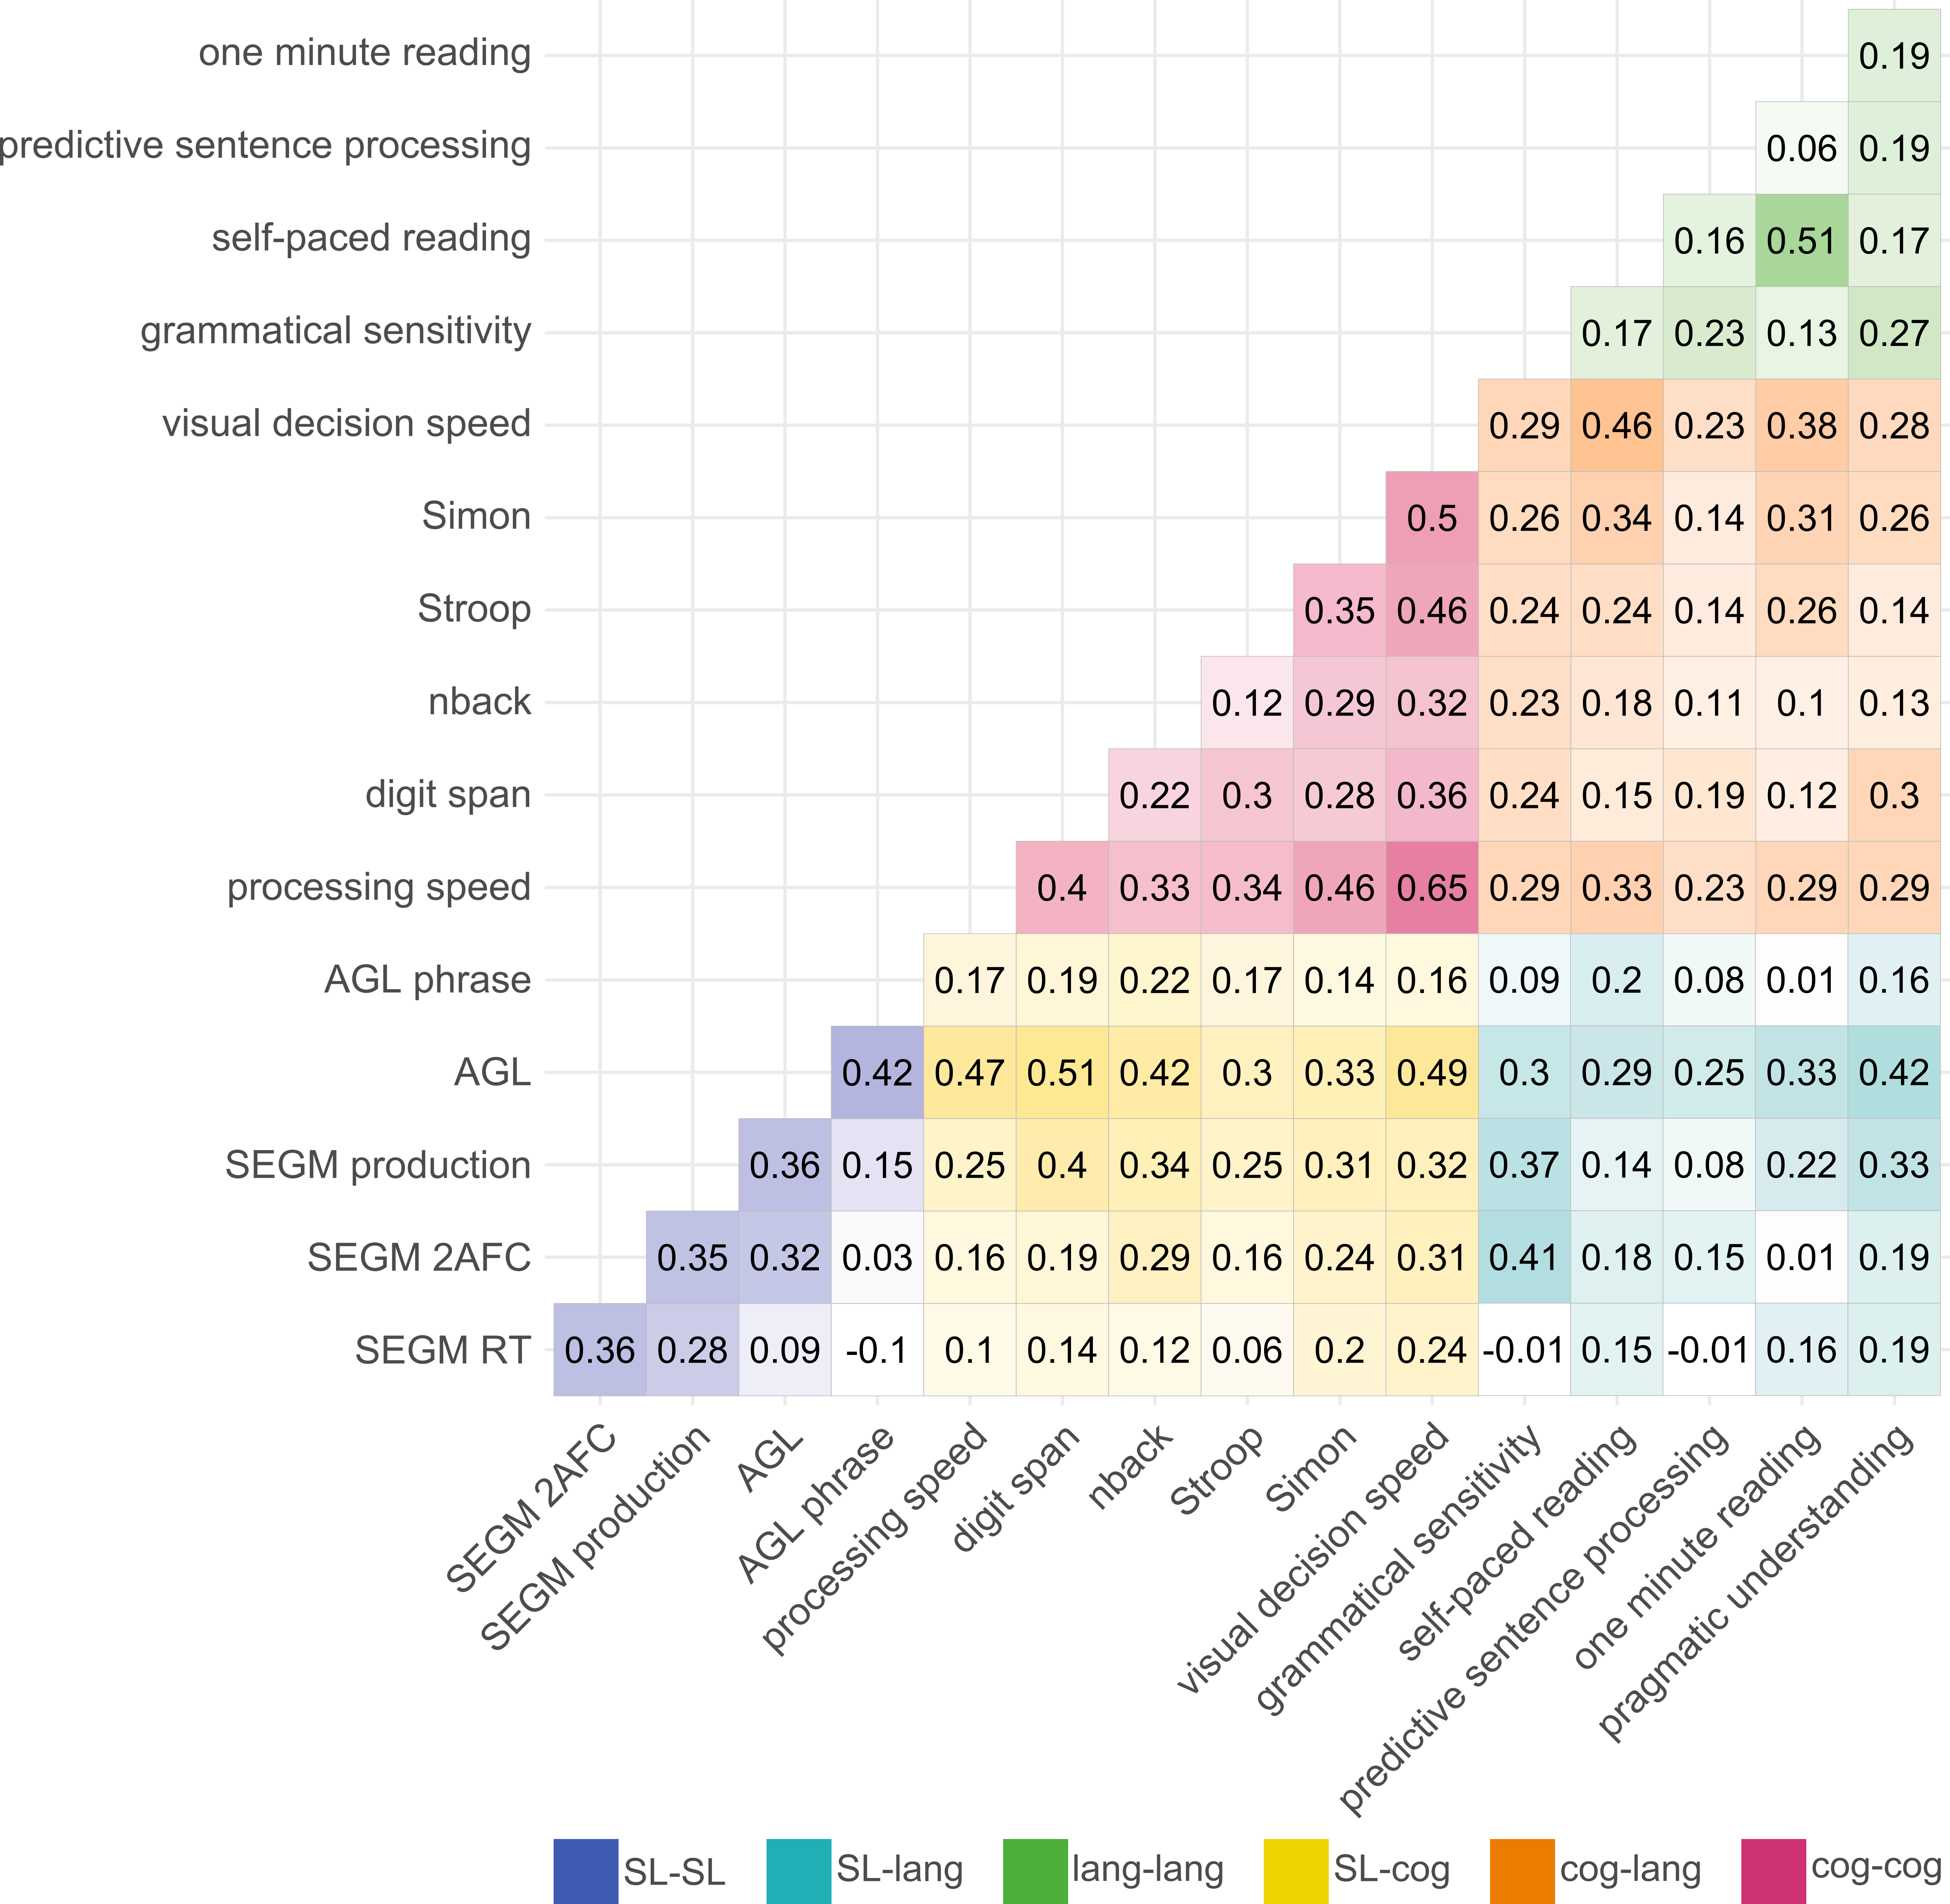 one minute reading 0.19
predictive sentence processing 0.06 0.19
self-paced reading 0.16 0.51 0.17
grammatical sensitivity 0.17 0.23 0.13 0.27
visual decision speed 0.29 0.46 0.23 0.38 0.28
Simon 0.5 0.26 0.34 0.14 0.31 0.26
Stroop 0.35 0.46 0.24 0.24 0.14 0.26 0.14
nback 0.12 0.29 0.32 0.23 0.18 0.11 0.1 0.13
digit span 0.22 0.3 0.28 0.36 0.24 0.15 0.19 0.12 0.3
processing speed 0.4 0.33 0.34 0.46 0.65 0.29 0.33 0.23 0.29 0.29
AGL phrase 0.17 0.19 0.22 0.17 0.14 0.16 0.09 0.2 0.08 0.01 0.16
AGL 0.42 0.47 0.51 0.42 0.3 0.33 0.49 0.3 0.29 0.25 0.33 0.42
SEGM production 0.36 0.15 0.25 0.4 0.34 0.25 0.31 0.32 0.37 0.14 0.08 0.22 0.33
SEGM 2AFC 0.35 0.32 0.03 0.16 0.19 0.29 0.16 0.24 0.31 0.41 0.18 0.15 0.01 0.19
SEGM RT 0.36 0.28 0.09 -0.1 0.1 0.14 0.12 0.06 0.2 0.24 -0.01 0.15 -0.01 0.16 0.19
SEGM 2AFC
SEGM production
AGL
AGL phrase
processing speed
digit span
nback
Stroop
Simon
visual decision speed
grammatical sensitivity
self-paced reading
predictive sentence processing
one minute reading
pragmatic understanding
SL-SL SL-lang lang-lang SL-cog cog-lang cog-cog